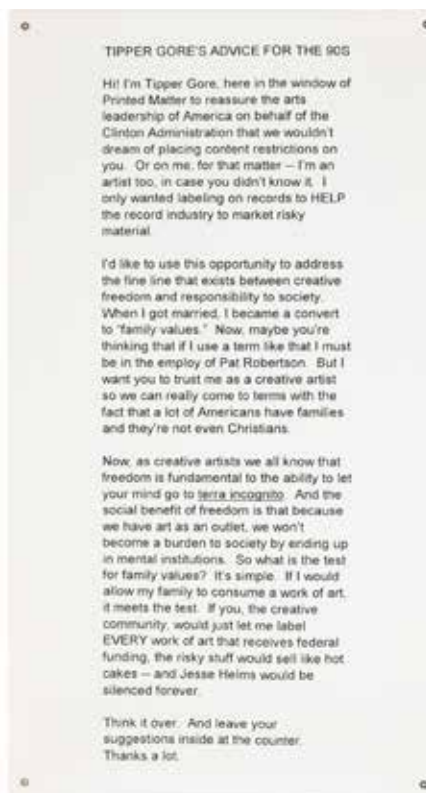 TIPPER GORE'S ADVICE FOR THE 90S
Hi! I'm Tipper Gore, here in the window of
Printed Matter to reassure the arts
leadership of America on behalf of the
Clinton Administration that we wouldn't
dream of placing content restrictions on
you. Or on me, for that matter -- I'm an
artist too, in case you didn't know it. I
only wanted labeling on records to HELP
the record industry to market risky
material.
I'd like to use this opportunity to address
the fine line that exists between creative
freedom and responsibility to society.
When I got married, I became a convert
to "family values." Now, maybe you're
thinking that if I use a term like that I must
be in the employ of Pat Robertson. But I
want you to trust me as a creative artist
so we can really come to terms with the
fact that a lot of Americans have families
and they're not even Christians.
Now, as creative artists we all know that
freedom is fundamental to the ability to let
your mind go to terra incognito. And the
social benefit of freedom is that because
we have art as an outlet, we won't
become a burden to society by ending up
in mental institutions. So what is the test
for family values? It's simple. If I would
allow my family to consume a work of art,
it meets the test. If you, the creative
community, would just let me label
EVERY work of art that receives federal
funding, the risky stuff would sell like hot
cakes -- and Jesse Helms would be
silenced forever.
Think it over. And leave your
suggestions inside at the counter.
Thanks a lot.